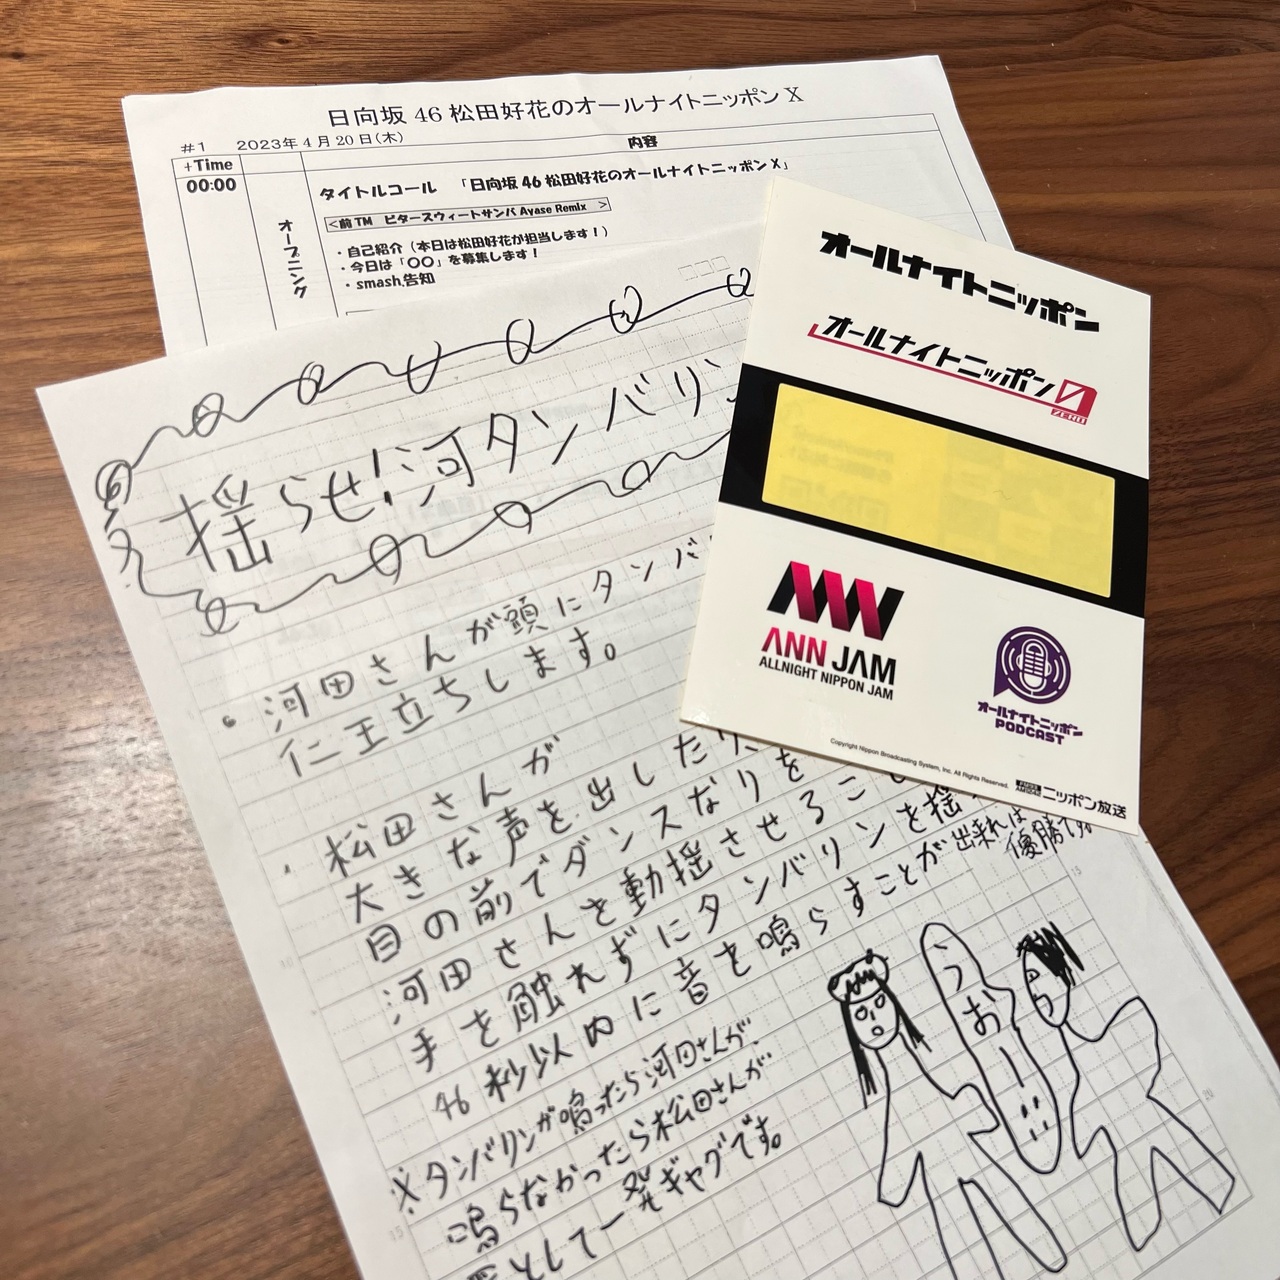 日向坂46 松田好花のオールナイトニッポンX
#1 2023年4月20日(木)
+Time 内容
00:00
オープニング
タイトルコール 「日向坂46松田好花のオールナイトニッポンX」
<前TM ビタースウィートサンバ Ayase Remix >
・自己紹介（本日は松田好花が担当します！）
・今日は「〇〇」を募集します！
・smash.告知
揺らせ!河タンバリン
・河田さんが頭にタンバ
仁王立ちします。
・松田さんが
大きな声を出したり、
目の前でダンスなりを
河田さんを動揺させること
手を触れずにタンバリンを揺
46秒以内に音を鳴らすことが出来れば
優勝です。
※タンバリンが鳴ったら河田さんが、
鳴らなかったら松田さんが
として一発ギャグです。
うおー!!
オールナイトニッポン
オールナイトニッポン0
ZERO
ANN JAM
ALLNIGHT NIPPON JAM
オールナイトニッポン
PODCAST
Copyright Nippon Broadcasting System, Inc. All Rights Reserved.
ニッポン放送